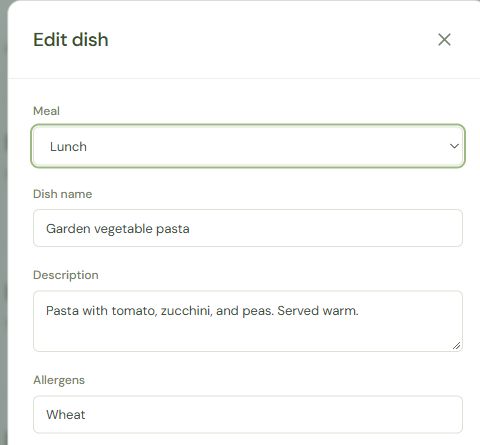 Edit dish
Meal
Lunch
Dish name
Garden vegetable pasta
Description
Pasta with tomato, zucchini, and peas. Served warm.
Allergens
Wheat